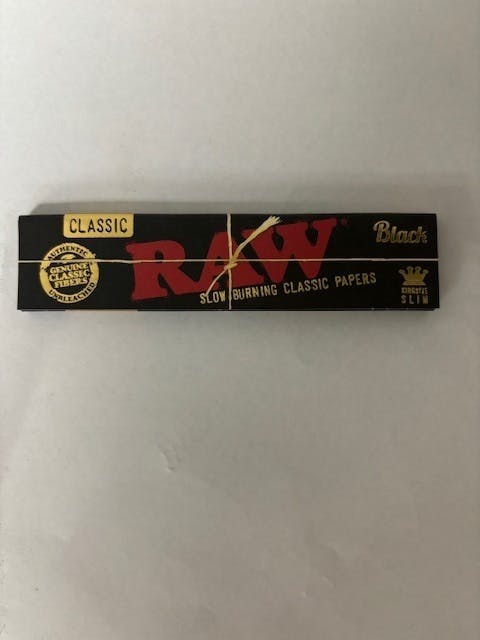 CLASSIC
RAW®
Black
AUTHENTIC
GENUINE
CLASSIC
FIBERS
UNBLEACHED
SLOW BURNING CLASSIC PAPERS
KINGSIZE
SLIM